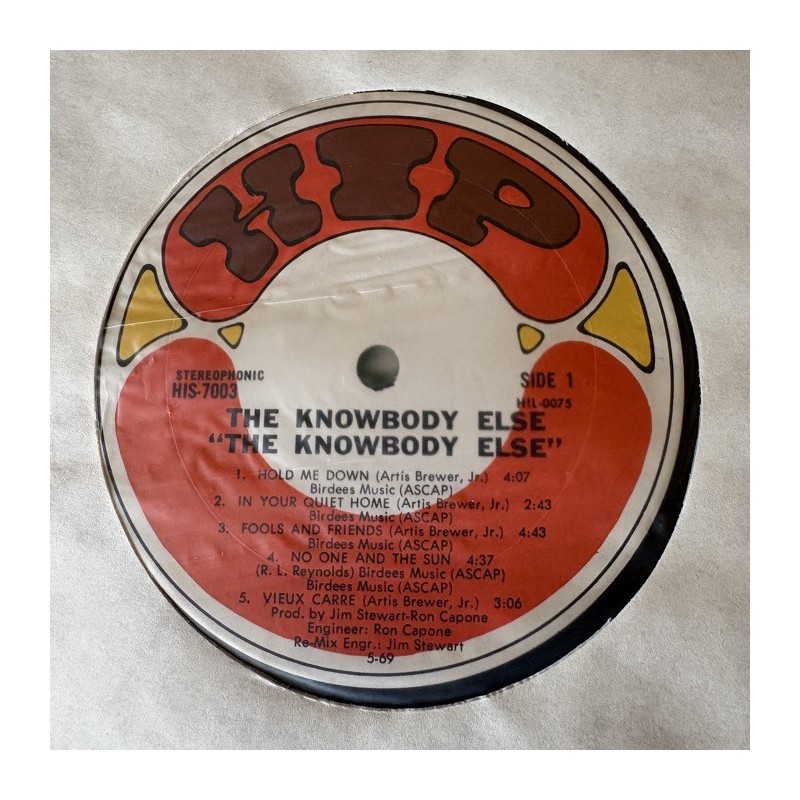 HIP
STEREOPHONIC
HIS-7003
SIDE 1
HIL-0075
THE KNOWBODY ELSE
"THE KNOWBODY ELSE"
1. HOLD ME DOWN (Artis Brewer, Jr.) 4:07
Birdees Music (ASCAP)
2. IN YOUR QUIET HOME (Artis Brewer, Jr.) 2:43
Birdees Music (ASCAP)
3. FOOLS AND FRIENDS (Artis Brewer, Jr.) 4:43
Birdees Music (ASCAP)
4. NO ONE AND THE SUN 4:37
(R. L. Reynolds) Birdees Music (ASCAP)
Birdees Music (ASCAP)
5. VIEUX CARRE (Artis Brewer, Jr.) 3:06
Prod. by Jim Stewart-Ron Capone
Engineer: Ron Capone
Re-Mix Engr.: Jim Stewart
5-69